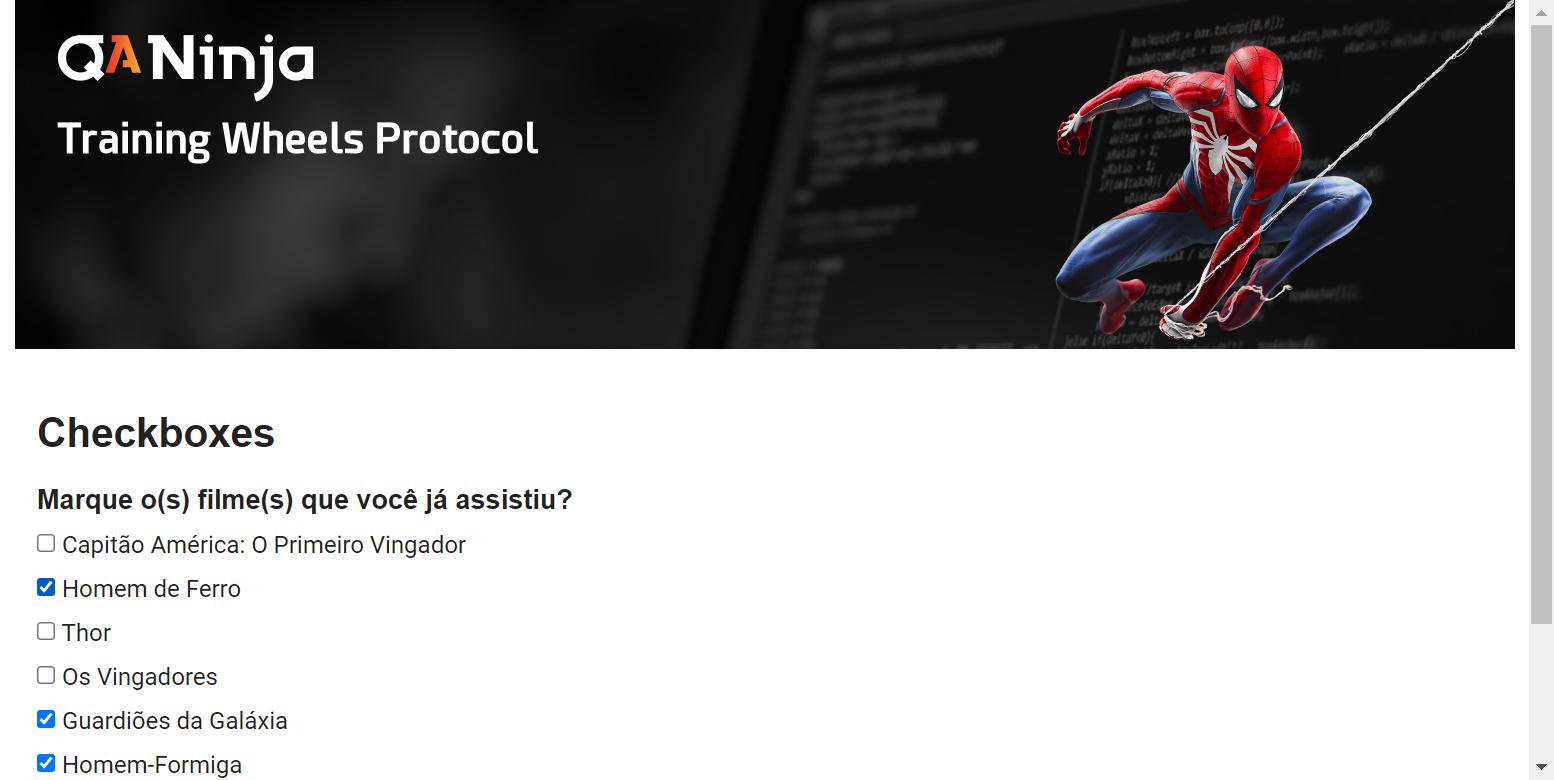 QANinja
Training Wheels Protocol
Checkboxes
Marque o(s) filme(s) que você já assistiu?
Capitão América: O Primeiro Vingador
Homem de Ferro
Thor
Os Vingadores
Guardiões da Galáxia
Homem-Formiga